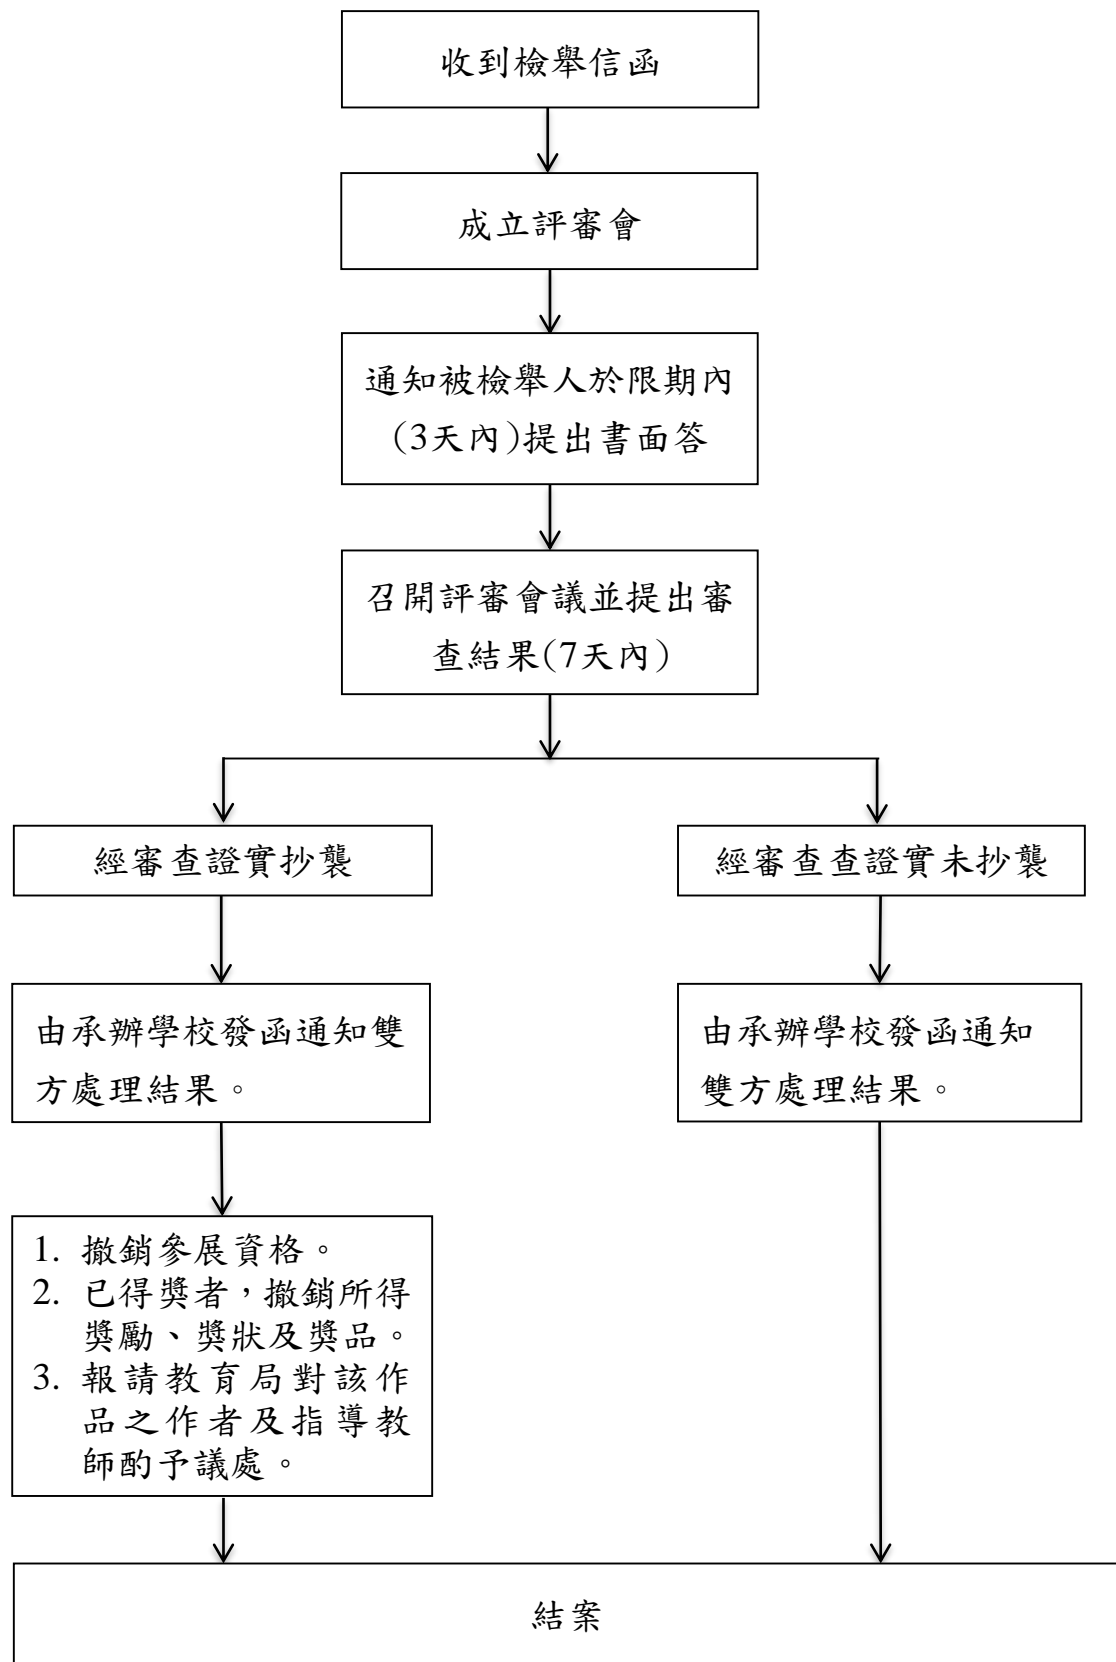 收到檢舉信函
成立評審會
通知被檢舉人於限期內
(3天內)提出書面答
召開評審會議並提出審
查結果(7天內)
經審查證實抄襲
經審查查證實未抄襲
由承辦學校發函通知雙
方處理結果。
由承辦學校發函通知
雙方處理結果。
1. 撤銷參展資格。
2. 已得獎者，撤銷所得
獎勵、獎狀及獎品。
3. 報請教育局對該作
品之作者及指導教
師酌予議處。
結案